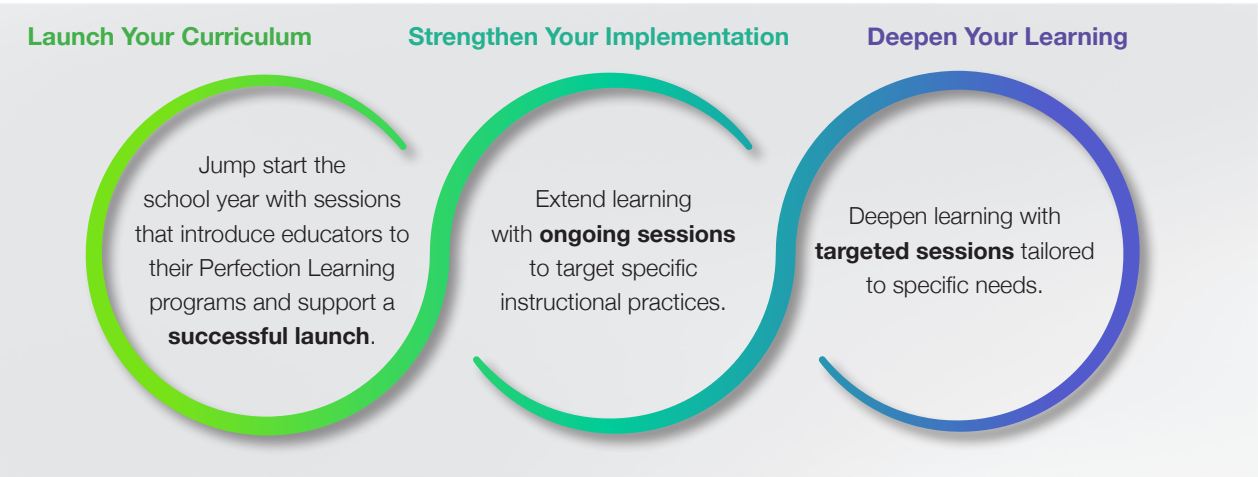 Launch Your Curriculum
Jump start the
school year with sessions
that introduce educators to
their Perfection Learning
programs and support a
successful launch.
Strengthen Your Implementation
Extend learning
with ongoing sessions
to target specific
instructional practices.
Deepen Your Learning
Deepen learning with
targeted sessions tailored
to specific needs.